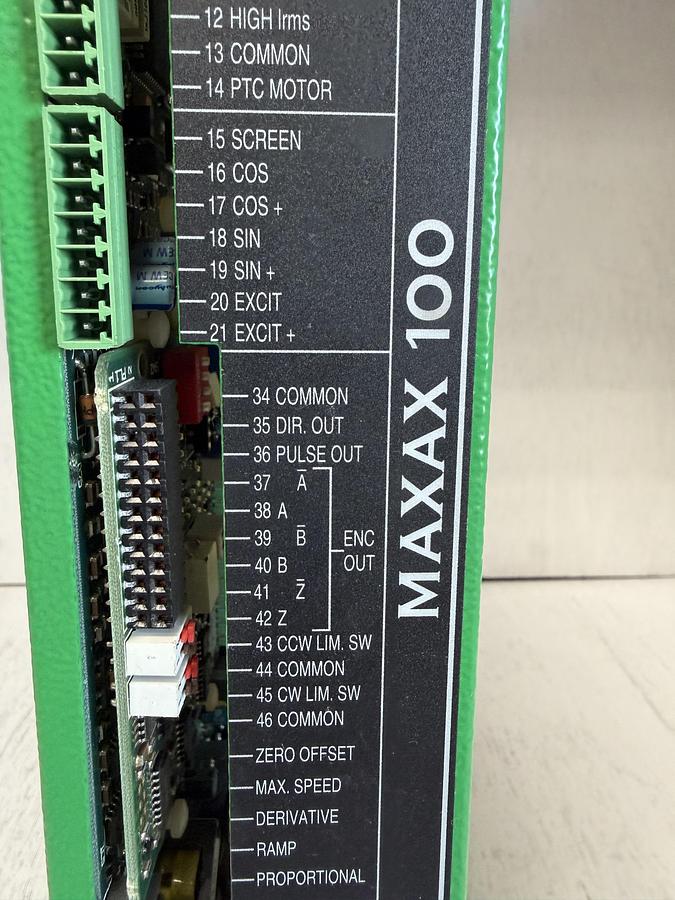 12 HIGH Irms
13 COMMON
14 PTC MOTOR
15 SCREEN
16 COS
17 COS +
18 SIN
19 SIN +
20 EXCIT
21 EXCIT +
34 COMMON
35 DIR. OUT
36 PULSE OUT
37 A̅
38 A
39 B̅
40 B
41 Z̅
42 Z
ENC
OUT
43 CCW LIM. SW
44 COMMON
45 CW LIM. SW
46 COMMON
ZERO OFFSET
MAX. SPEED
DERIVATIVE
RAMP
PROPORTIONAL
MAXAX 100